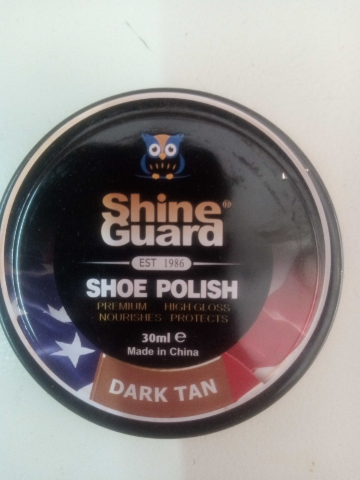 Shine®
Guard
EST 1986
SHOE POLISH
PREMIUM HIGH GLOSS
NOURISHES PROTECTS
30ml ℮
Made in China
DARK TAN